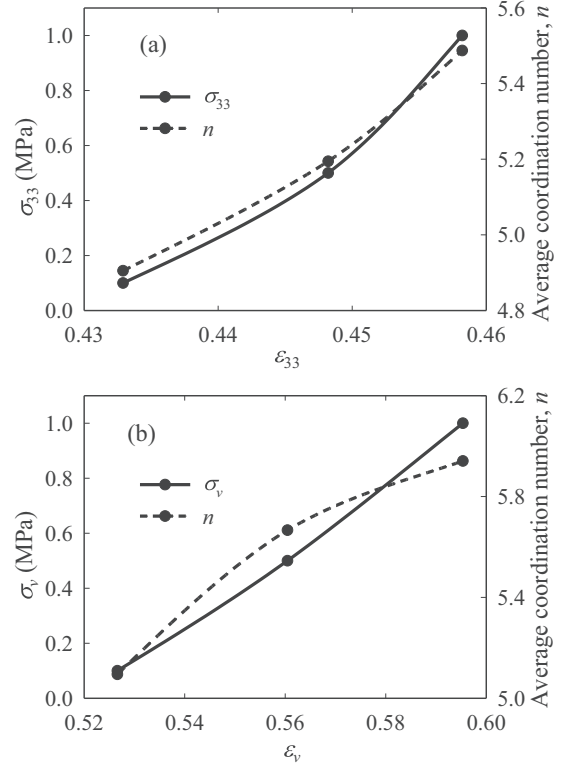 (a)
σ33
n
σ33 (MPa)
1.0
0.8
0.6
0.4
0.2
0.0
0.43
0.44
0.45
0.46
ε33
5.6
5.4
5.2
5.0
4.8
Average coordination number, n
(b)
σv
n
σv (MPa)
1.0
0.8
0.6
0.4
0.2
0.0
0.52
0.54
0.56
0.58
0.60
εv
6.2
5.8
5.4
5.0
Average coordination number, n